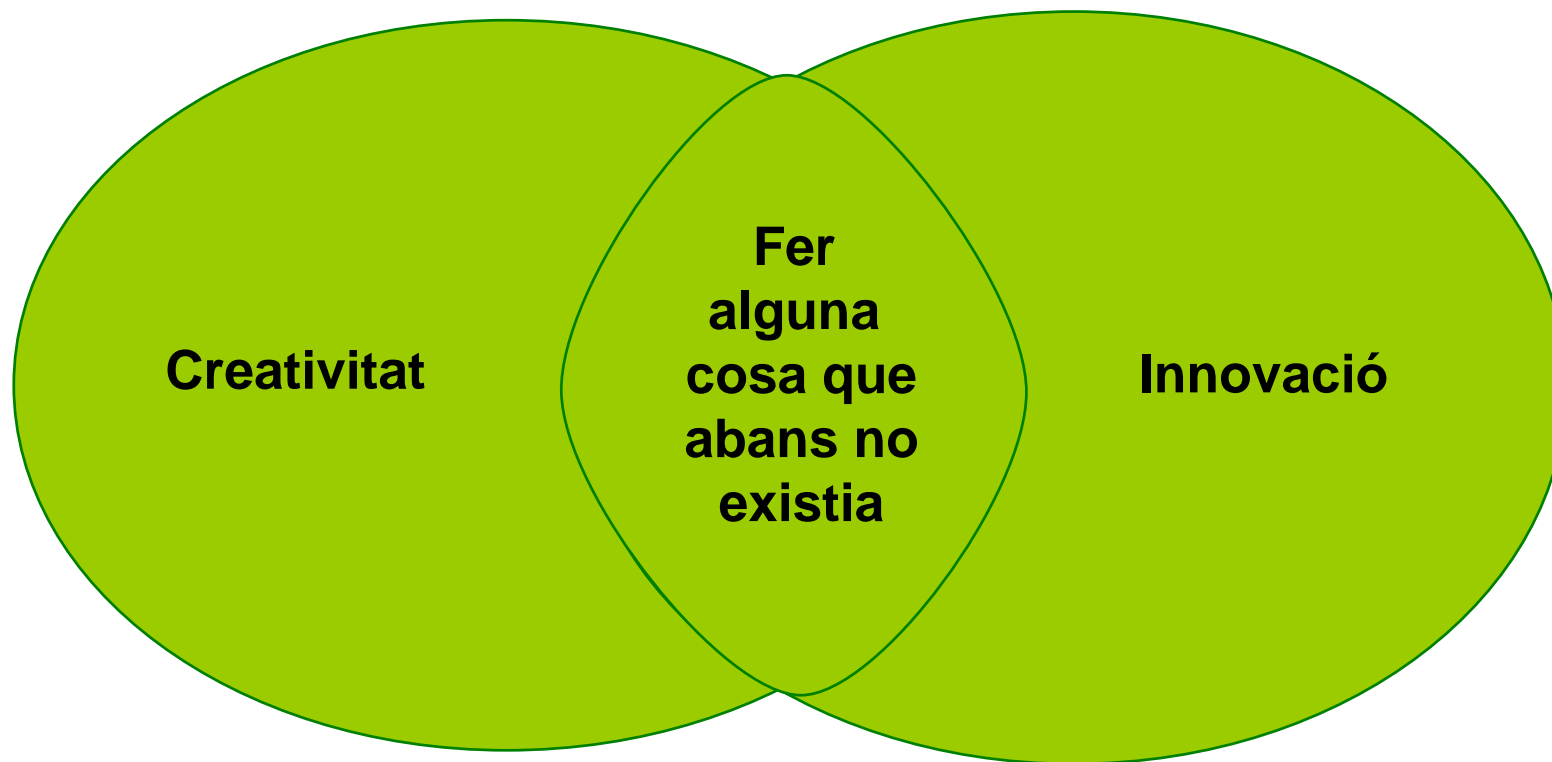 Creativitat
Fer
alguna
cosa que
abans no
existia
Innovació